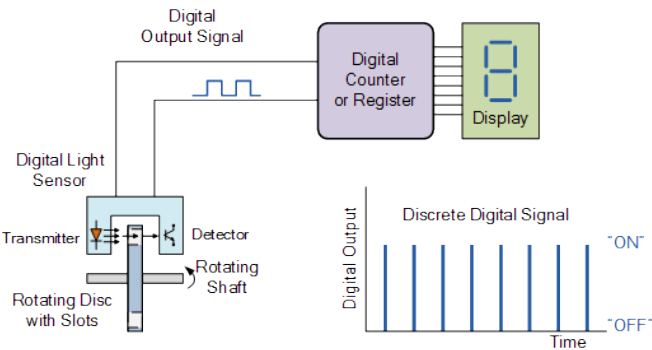 Digital
Output Signal
Digital
Counter
or Register
Display
Digital Light
Sensor
Transmitter
Detector
Rotating
Shaft
Rotating Disc
with Slots
Discrete Digital Signal
Digital Output
"ON"
"OFF"
Time